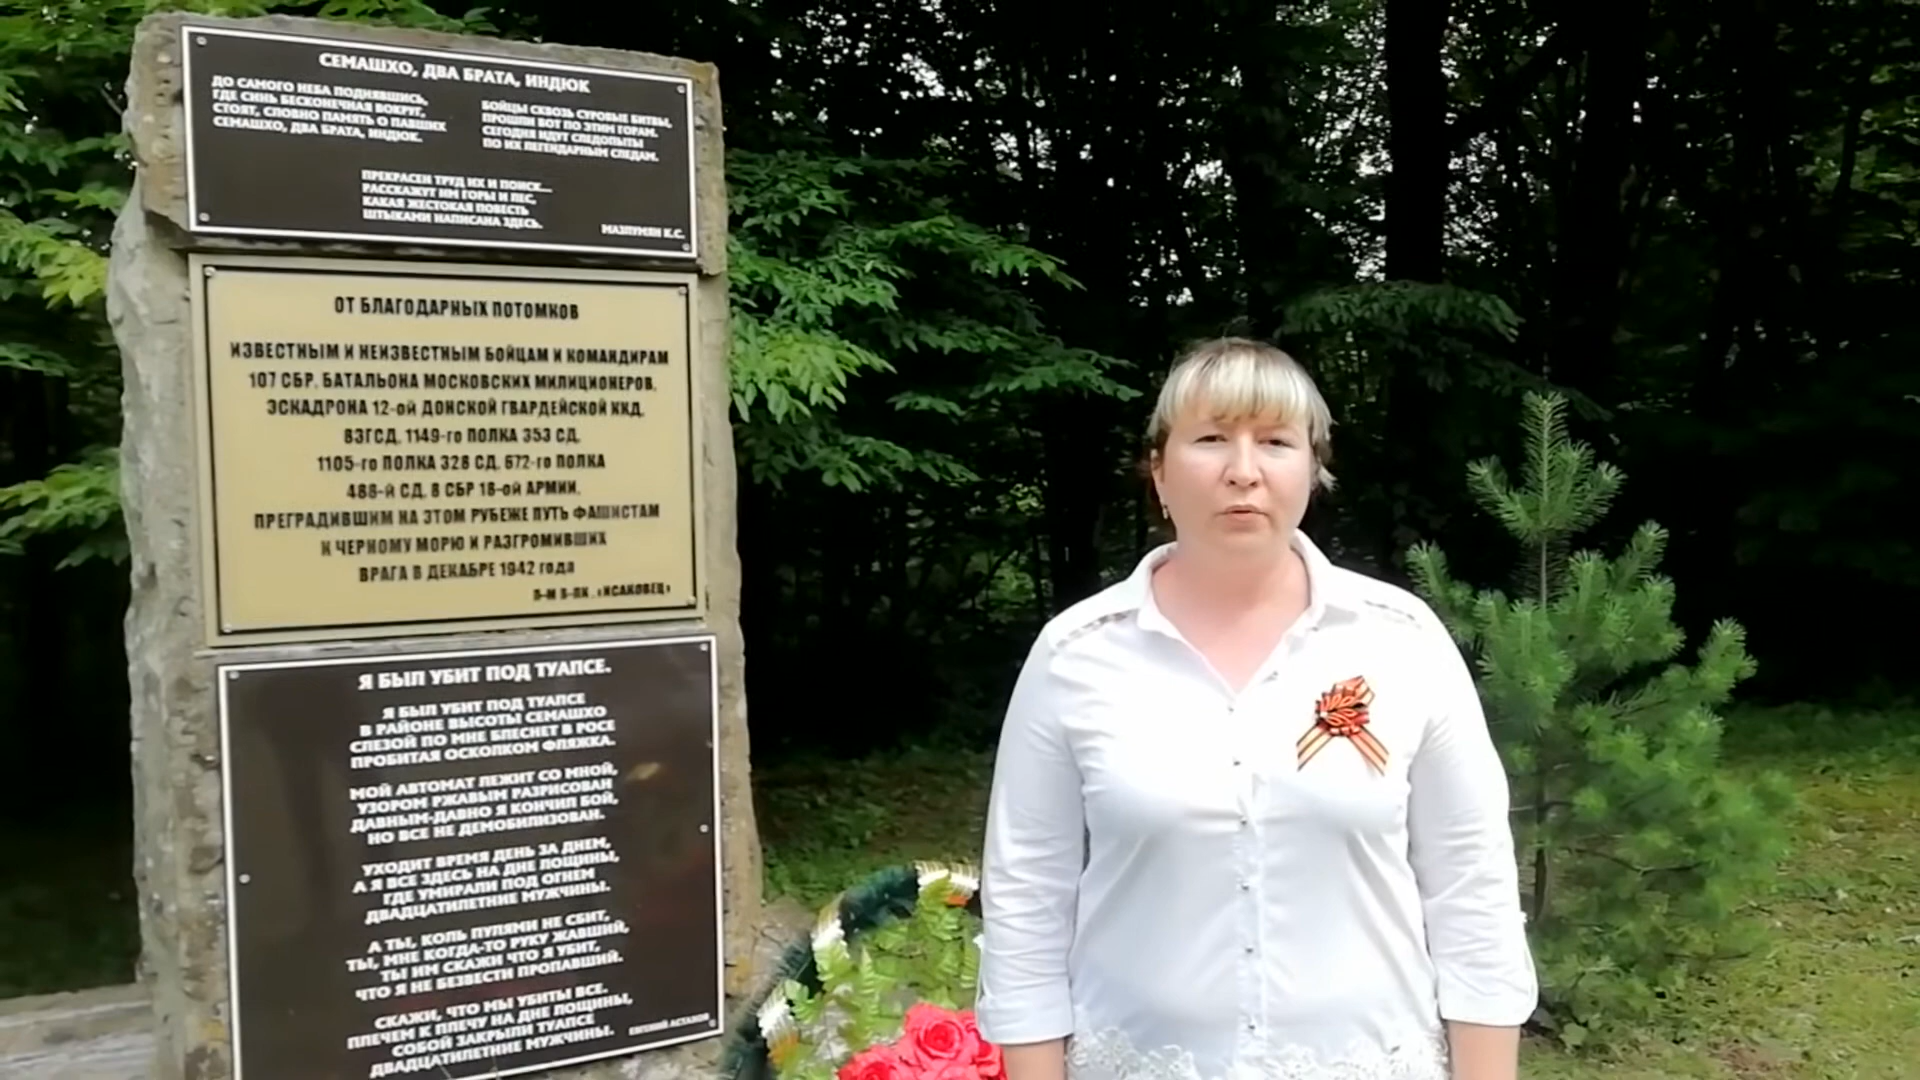 СЕМАШХО, ДВА БРАТА, ИНДЮК
ДО САМОГО НЕБА ПОДНЯВШИСЬ,
ГДЕ СИНЬ БЕСКОНЕЧНАЯ ВОКРУГ,
СТОЯТ, СЛОВНО ПАМЯТЬ О ПАВШИХ
СЕМАШХО, ДВА БРАТА, ИНДЮК.
БОЙЦЫ СКВОЗЬ СУРОВЫЕ БИТВЫ,
ПРОШЛИ ВОТ ПО ЭТИМ ГОРАМ.
СЕГОДНЯ ИДУТ СЛЕДОПЫТЫ
ПО ИХ ЛЕГЕНДАРНЫМ СЛЕДАМ.
ПРЕКРАСЕН ТРУД ИХ И ПОИСК...
РАССКАЖУТ ИМ ГОРЫ И ЛЕС,
КАКАЯ ЖЕСТОКАЯ ПОВЕСТЬ
ШТЫКАМИ НАПИСАНА ЗДЕСЬ.
МАЗЛУМЯН К.С.
ОТ БЛАГОДАРНЫХ ПОТОМКОВ
ИЗВЕСТНЫМ И НЕИЗВЕСТНЫМ БОЙЦАМ И КОМАНДИРАМ
107 СБР. БАТАЛЬОНА МОСКОВСКИХ МИЛИЦИОНЕРОВ,
ЭСКАДРОНА 12-ой ДОНСКОЙ ГВАРДЕЙСКОЙ ККД,
83ГСД, 1149-го ПОЛКА 353 СД,
1105-го ПОЛКА 328 СД, 672-го ПОЛКА
408-й СД, 8 СБР 18-ой АРМИИ,
ПРЕГРАДИВШИМ НА ЭТОМ РУБЕЖЕ ПУТЬ ФАШИСТАМ
К ЧЕРНОМУ МОРЮ И РАЗГРОМИВШИХ
ВРАГА В ДЕКАБРЕ 1942 года
П-М В-ПК. «ИСАКОВЕЦ»
Я БЫЛ УБИТ ПОД ТУАПСЕ.
Я БЫЛ УБИТ ПОД ТУАПСЕ
В РАЙОНЕ ВЫСОТЫ СЕМАШХО
СЛЕЗОЙ ПО МНЕ БЛЕСНЕТ В РОСЕ
ПРОБИТАЯ ОСКОЛКОМ ФЛЯЖКА.
МОЙ АВТОМАТ ЛЕЖИТ СО МНОЙ,
УЗОРОМ РЖАВЫМ РАЗРИСОВАН
ДАВНЫМ-ДАВНО Я КОНЧИЛ БОЙ,
НО ВСЕ НЕ ДЕМОБИЛИЗОВАН.
УХОДИТ ВРЕМЯ ДЕНЬ ЗА ДНЕМ,
А Я ВСЕ ЗДЕСЬ НА ДНЕ ЛОЩИНЫ,
ГДЕ УМИРАЛИ ПОД ОГНЕМ
ДВАДЦАТИЛЕТНИЕ МУЖЧИНЫ.
А ТЫ, КОЛЬ ПУЛЯМИ НЕ СБИТ,
ТЫ, МНЕ КОГДА-ТО РУКУ ЖАВШИЙ,
ТЫ ИМ СКАЖИ ЧТО Я УБИТ,
ЧТО Я НЕ БЕЗВЕСТИ ПРОПАВШИЙ.
СКАЖИ, ЧТО МЫ УБИТЫ ВСЕ.
ПЛЕЧЕМ К ПЛЕЧУ НА ДНЕ ЛОЩИНЫ,
СОБОЙ ЗАКРЫЛИ ТУАПСЕ
ДВАДЦАТИЛЕТНИЕ МУЖЧИНЫ.
ЕВГЕНИЙ АСТАХОВ